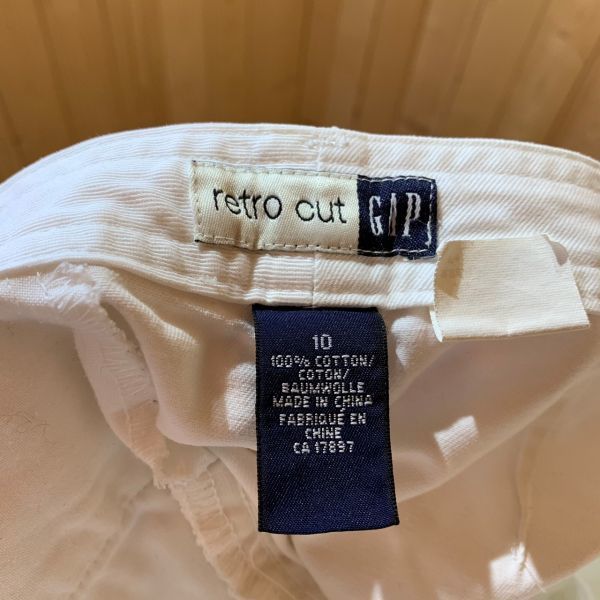 retro cut GAP
10
100% COTTON/
COTON/
BAUMWOLLE
MADE IN CHINA
FABRIQUÉ EN
CHINE
CA 17897